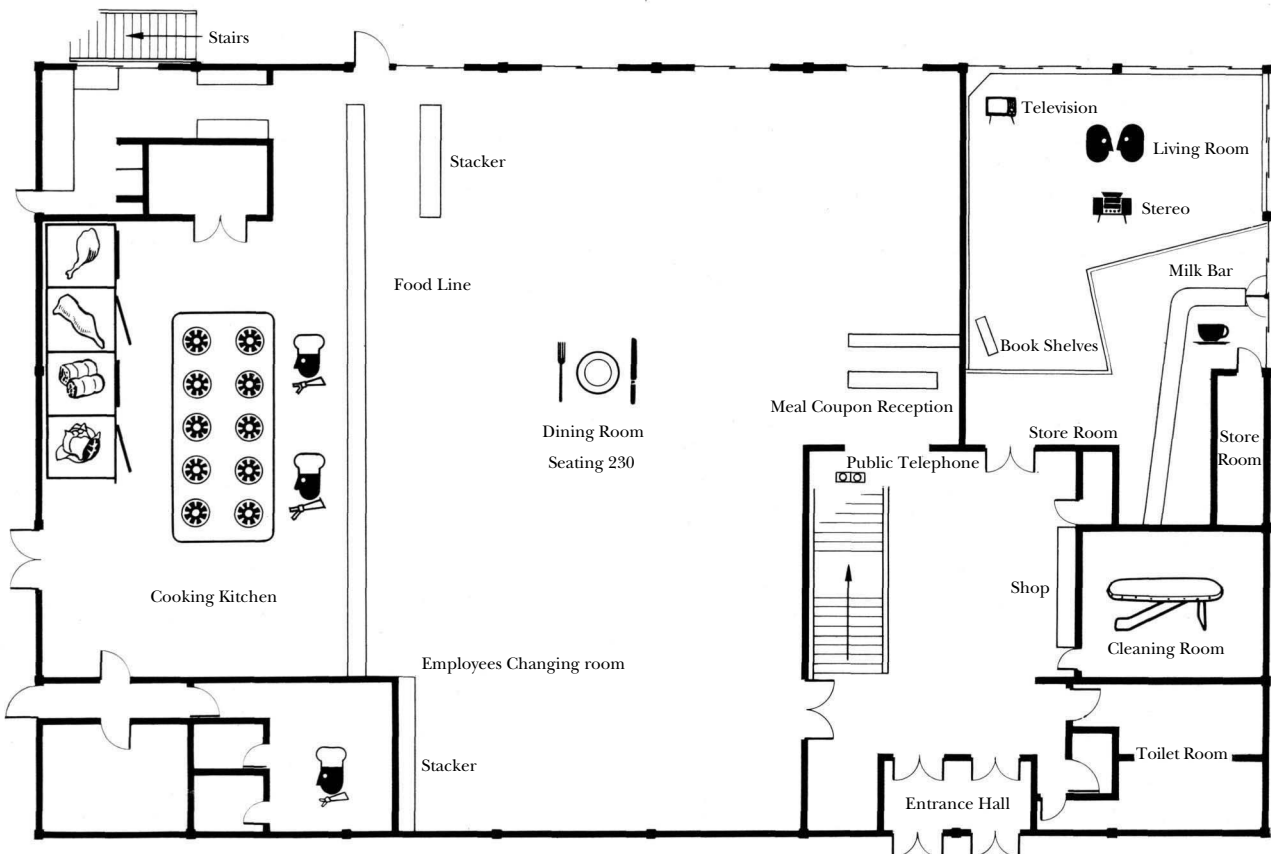 Stairs
Television
Living Room
Stacker
Stereo
Milk Bar
Food Line
Book Shelves
Meal Coupon Reception
Dining Room
Seating 230
Store Room
Store
Room
Public Telephone
Shop
Cooking Kitchen
Cleaning Room
Employees Changing room
Toilet Room
Stacker
Entrance Hall